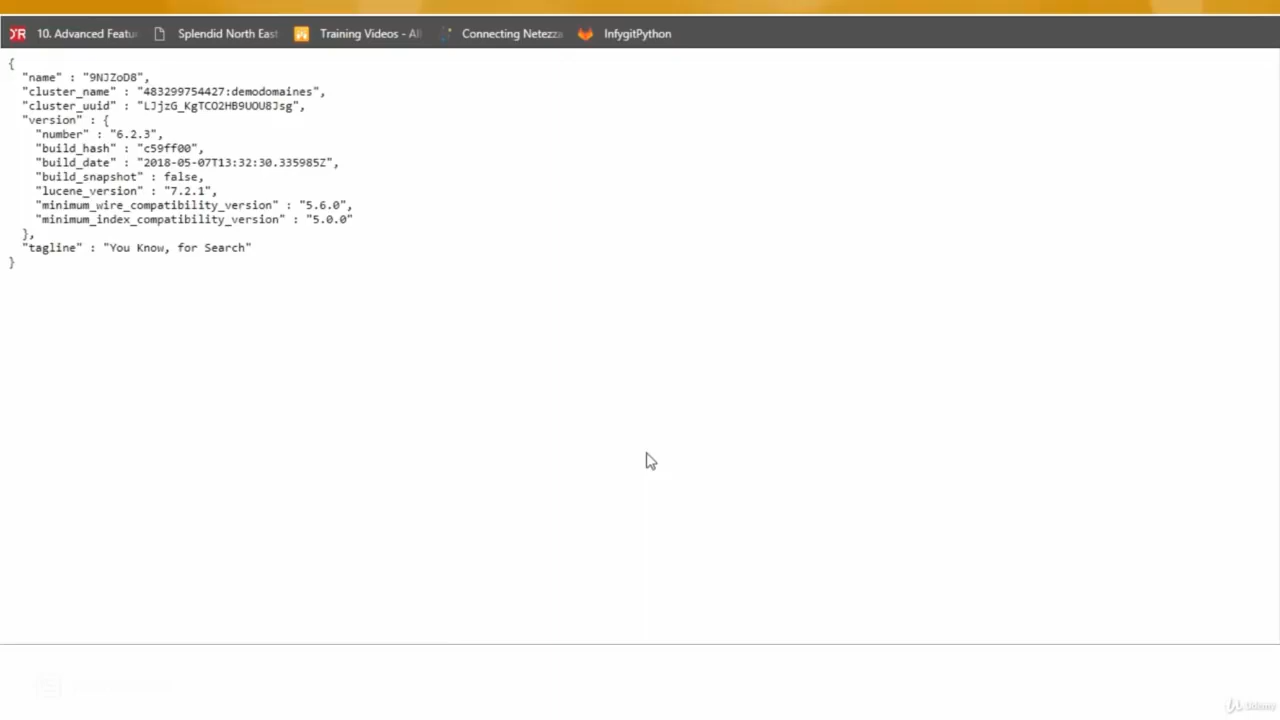 10. Advanced Featu Splendid North East Training Videos - All Connecting Netezza InfygitPython
{
"name" : "9NJZoD8",
"cluster_name" : "483299754427:demodomaines",
"cluster_uuid" : "LJjzG_KgTCO2HB9UOU8Jsg",
"version" : {
"number" : "6.2.3",
"build_hash" : "c59ff00",
"build_date" : "2018-05-07T13:32:30.335985Z",
"build_snapshot" : false,
"lucene_version" : "7.2.1",
"minimum_wire_compatibility_version" : "5.6.0",
"minimum_index_compatibility_version" : "5.0.0"
},
"tagline" : "You Know, for Search"
}
Udemy